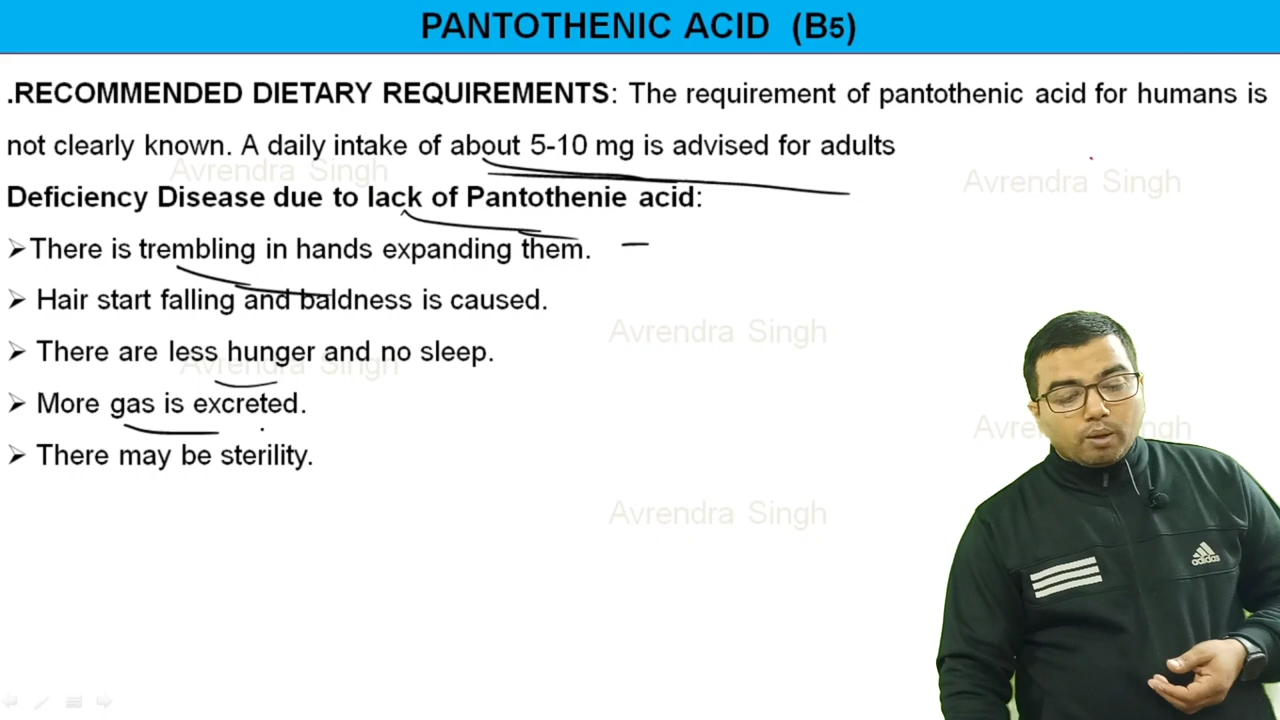 PANTOTHENIC ACID (B5)
.RECOMMENDED DIETARY REQUIREMENTS: The requirement of pantothenic acid for humans is
not clearly known. A daily intake of about 5-10 mg is advised for adults
Avrendra Singh
Avrendra Singh
Deficiency Disease due to lack of Pantothenie acid:
➢There is trembling in hands expanding them.
➢ Hair start falling and baldness is caused.
Avrendra Singh
➢ There are less hunger and no sleep.
Avrendra Singh
➢ More gas is excreted.
➢ There may be sterility.
Avrendra Singh
adidas